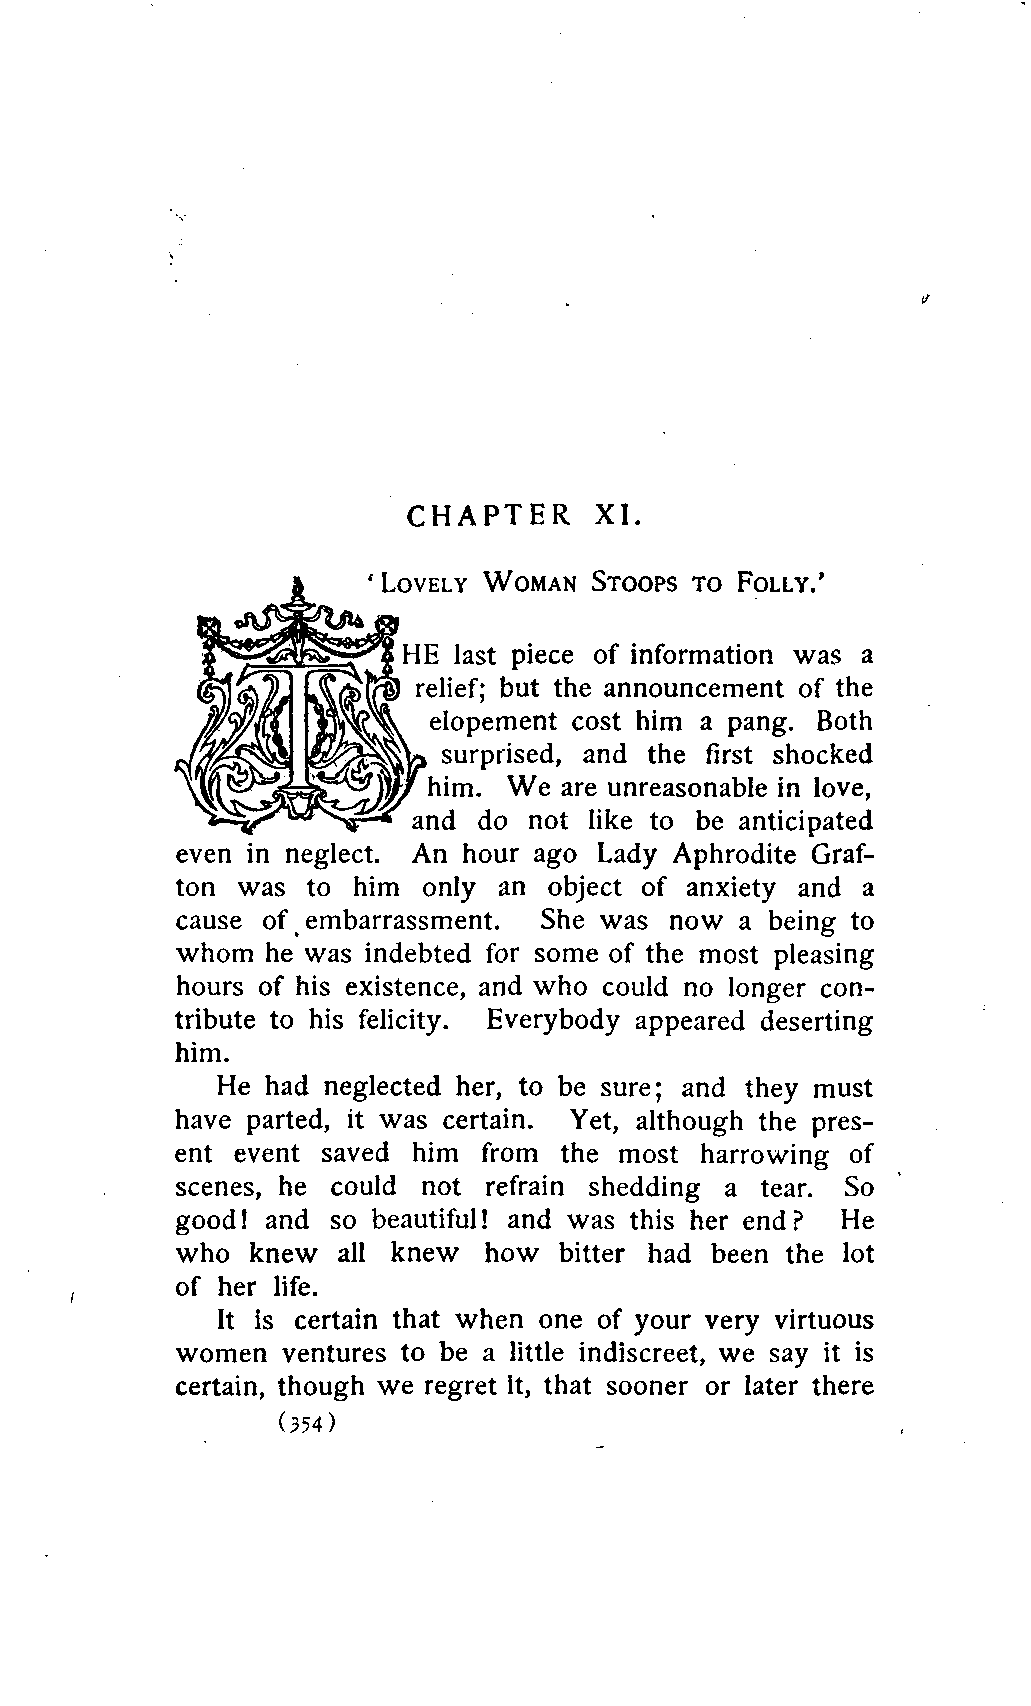 CHAPTER XI.
‘LOVELY WOMAN STOOPS TO FOLLY.’
THE last piece of information was a
relief; but the announcement of the
elopement cost him a pang. Both
surprised, and the first shocked
him. We are unreasonable in love,
and do not like to be anticipated
even in neglect. An hour ago Lady Aphrodite Graf-
ton was to him only an object of anxiety and a
cause of embarrassment. She was now a being to
whom he was indebted for some of the most pleasing
hours of his existence, and who could no longer con-
tribute to his felicity. Everybody appeared deserting
him.
He had neglected her, to be sure; and they must
have parted, it was certain. Yet, although the pres-
ent event saved him from the most harrowing of
scenes, he could not refrain shedding a tear. So
good! and so beautiful! and was this her end? He
who knew all knew how bitter had been the lot
of her life.
It is certain that when one of your very virtuous
women ventures to be a little indiscreet, we say it is
certain, though we regret it, that sooner or later there
(354)